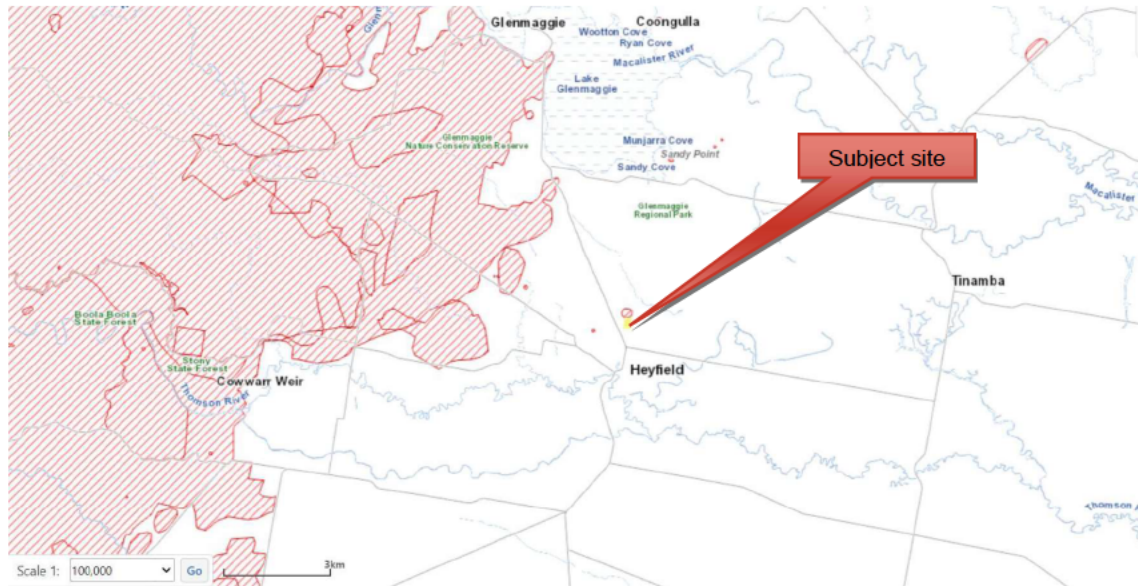 Glenmaggie
Coongulla
Wootton Cove
Ryan Cove
Macalister River
Lake
Glenmaggie
Glenmaggie
Nature Conservation Reserve
Munjarra Cove
Sandy Point
Sandy Cove
Subject site
Macalister
Glenmaggie
Regional Park
Tinamba
Boola Boola
State Forest
Stony
State Forest
Cowwarr Weir
Thomson River
Heyfield
Thomson
Scale 1: 100,000 Go
3km